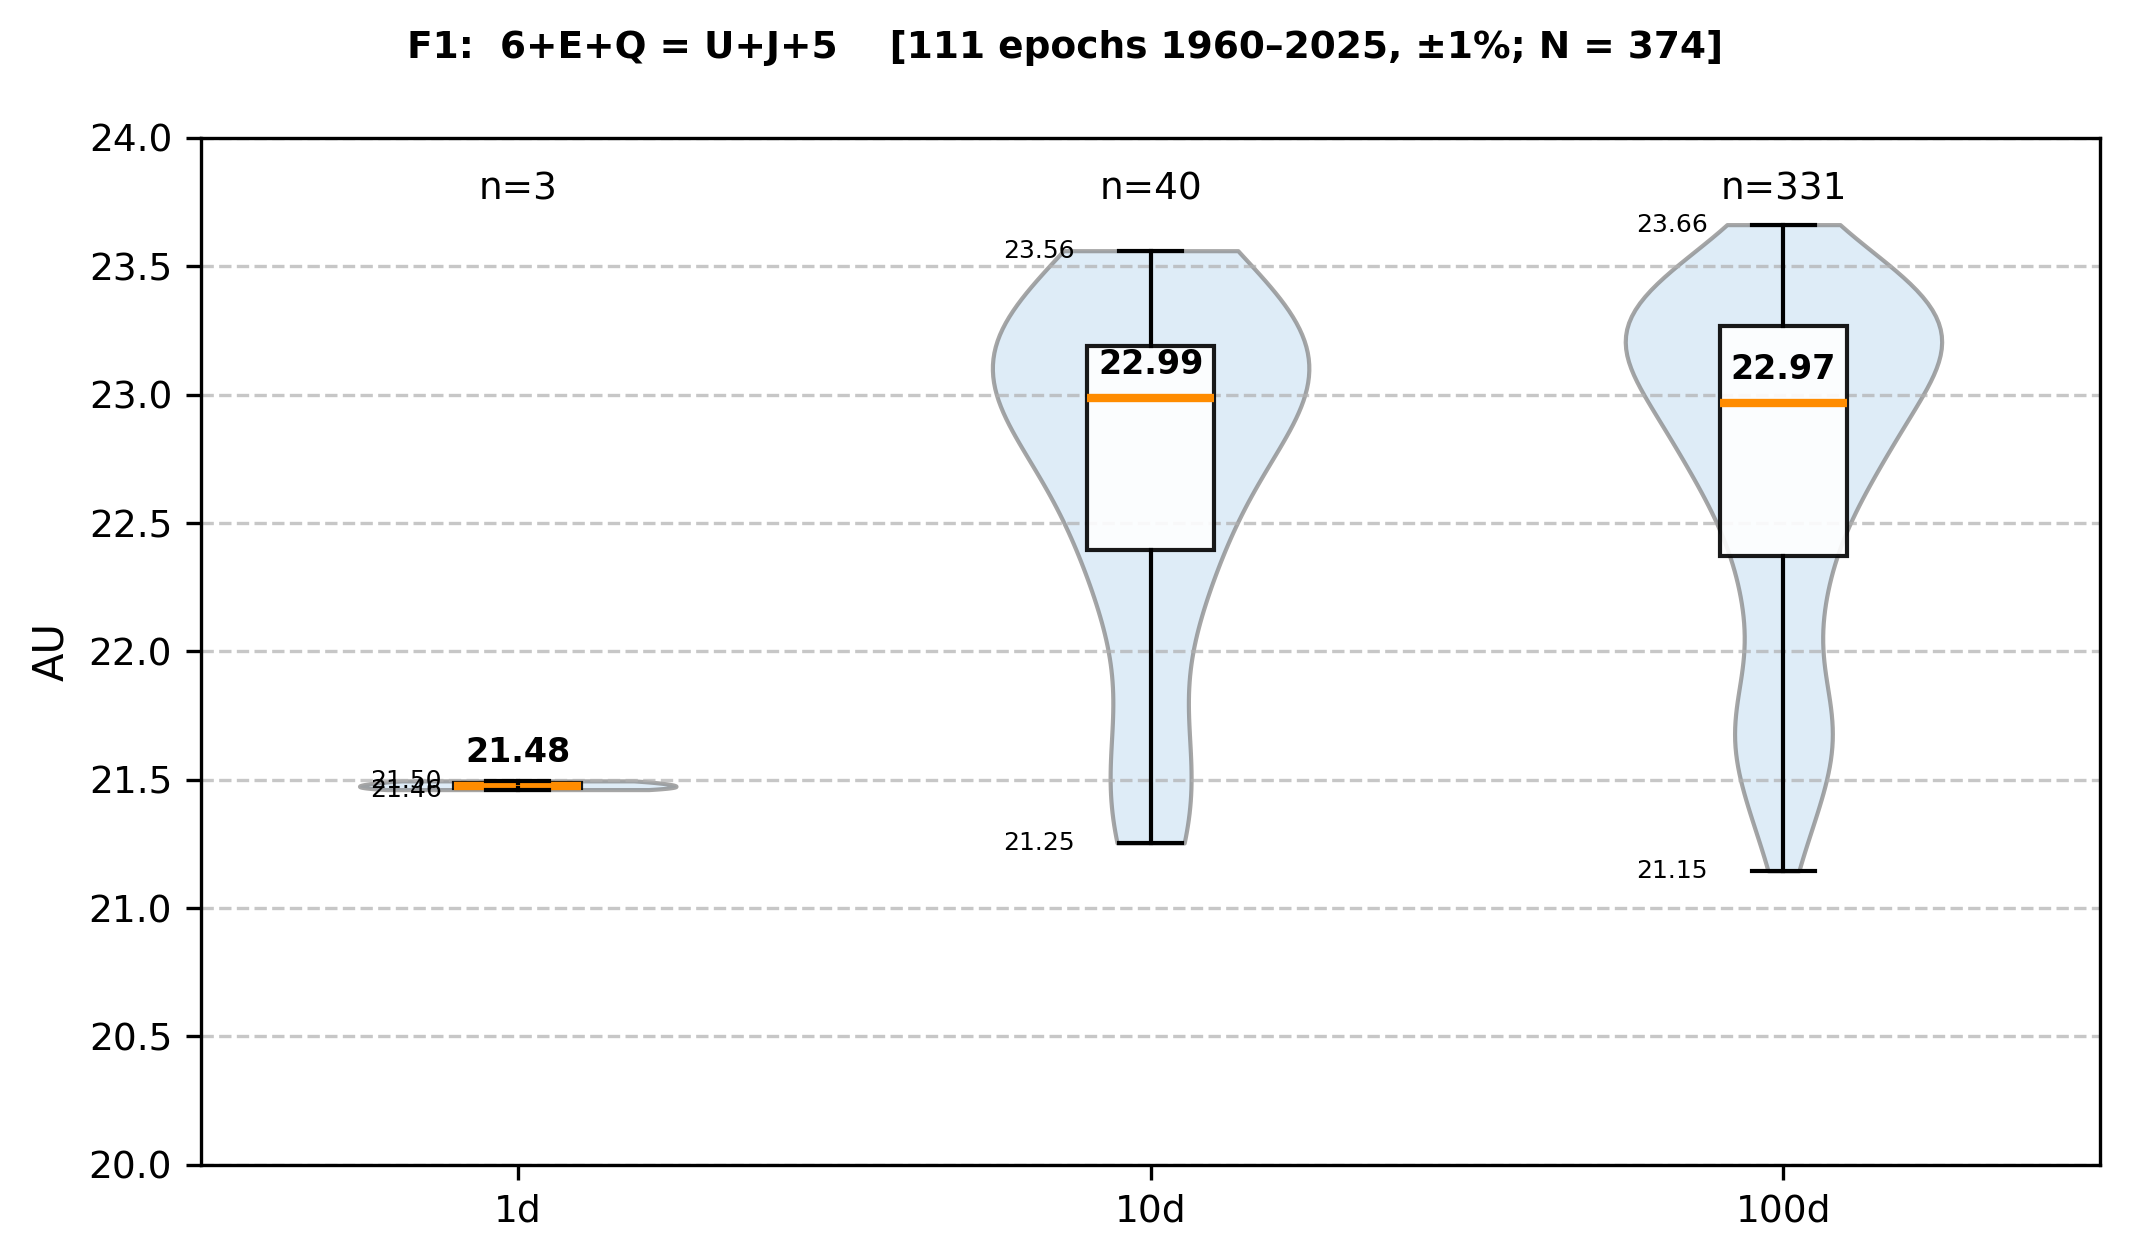 F1:  6+E+Q = U+J+5    [111 epochs 1960–2025, ±1%; N = 374]
24.0
n=3
n=40
n=331
23.66
23.56
23.5
22.99
22.97
23.0
22.5
AU
22.0
21.48
21.50
21.46
21.5
21.25
21.15
21.0
20.5
20.0
1d
10d
100d